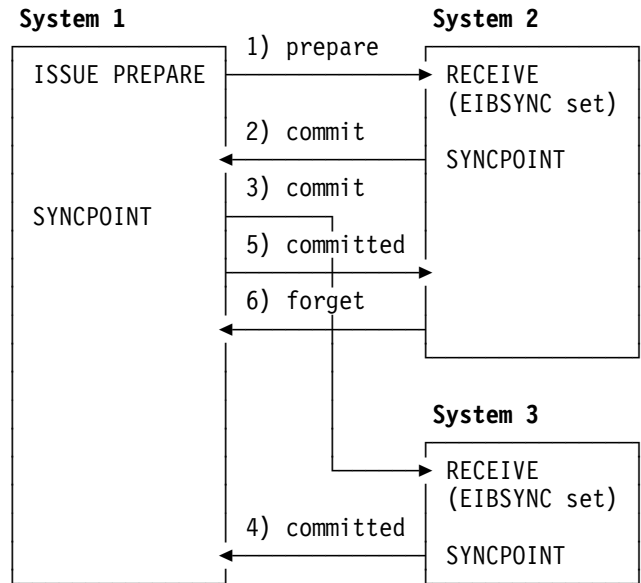 System 1
System 2
1) prepare
ISSUE PREPARE
RECEIVE
(EIBSYNC set)
2) commit
SYNCPOINT
3) commit
SYNCPOINT
5) committed
6) forget
System 3
RECEIVE
(EIBSYNC set)
4) committed
SYNCPOINT